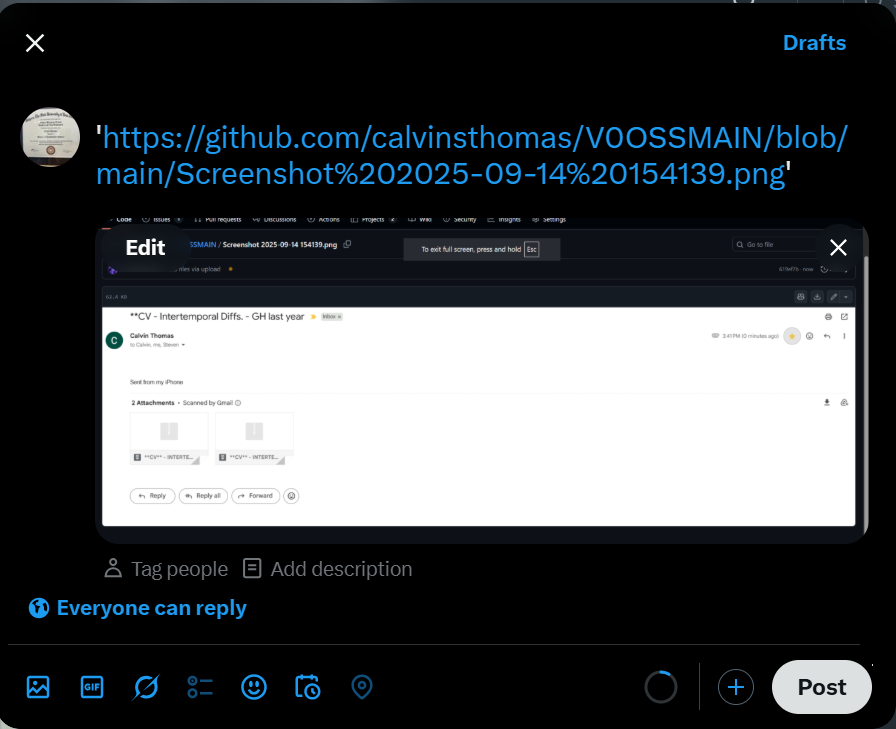 Drafts
'https://github.com/calvinsthomas/V0OSSMAIN/blob/
main/Screenshot%202025-09-14%20154139.png'
Code Issues Pull requests Discussions Actions Projects Wiki Security Insights Settings
Edit
SSMAIN / Screenshot 2025-09-14 154139.png
To exit full screen, press and hold Esc
Go to file
files via upload
now
**CV - Intertemporal Diffs. - GH last year Inbox x
Calvin Thomas
to Calvin, me, Steven
3:41 PM (0 minutes ago)
C
Sent from my iPhone
2 Attachments • Scanned by Gmail
**CV** - INTERTE...
**CV** - INTERTE...
Reply Reply all Forward
Tag people Add description
Everyone can reply
GIF
Post